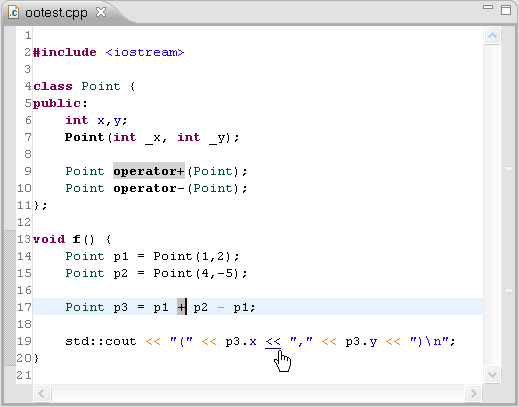 ootest.cpp
1
2 #include <iostream>
3
4 class Point {
5 public:
6     int x,y;
7     Point(int _x, int _y);
8
9     Point operator+(Point);
10     Point operator-(Point);
11 };
12
13 void f() {
14     Point p1 = Point(1,2);
15     Point p2 = Point(4,-5);
16
17     Point p3 = p1 + p2 - p1;
18
19     std::cout << "(" << p3.x << "," << p3.y << ")\n";
20 }
21